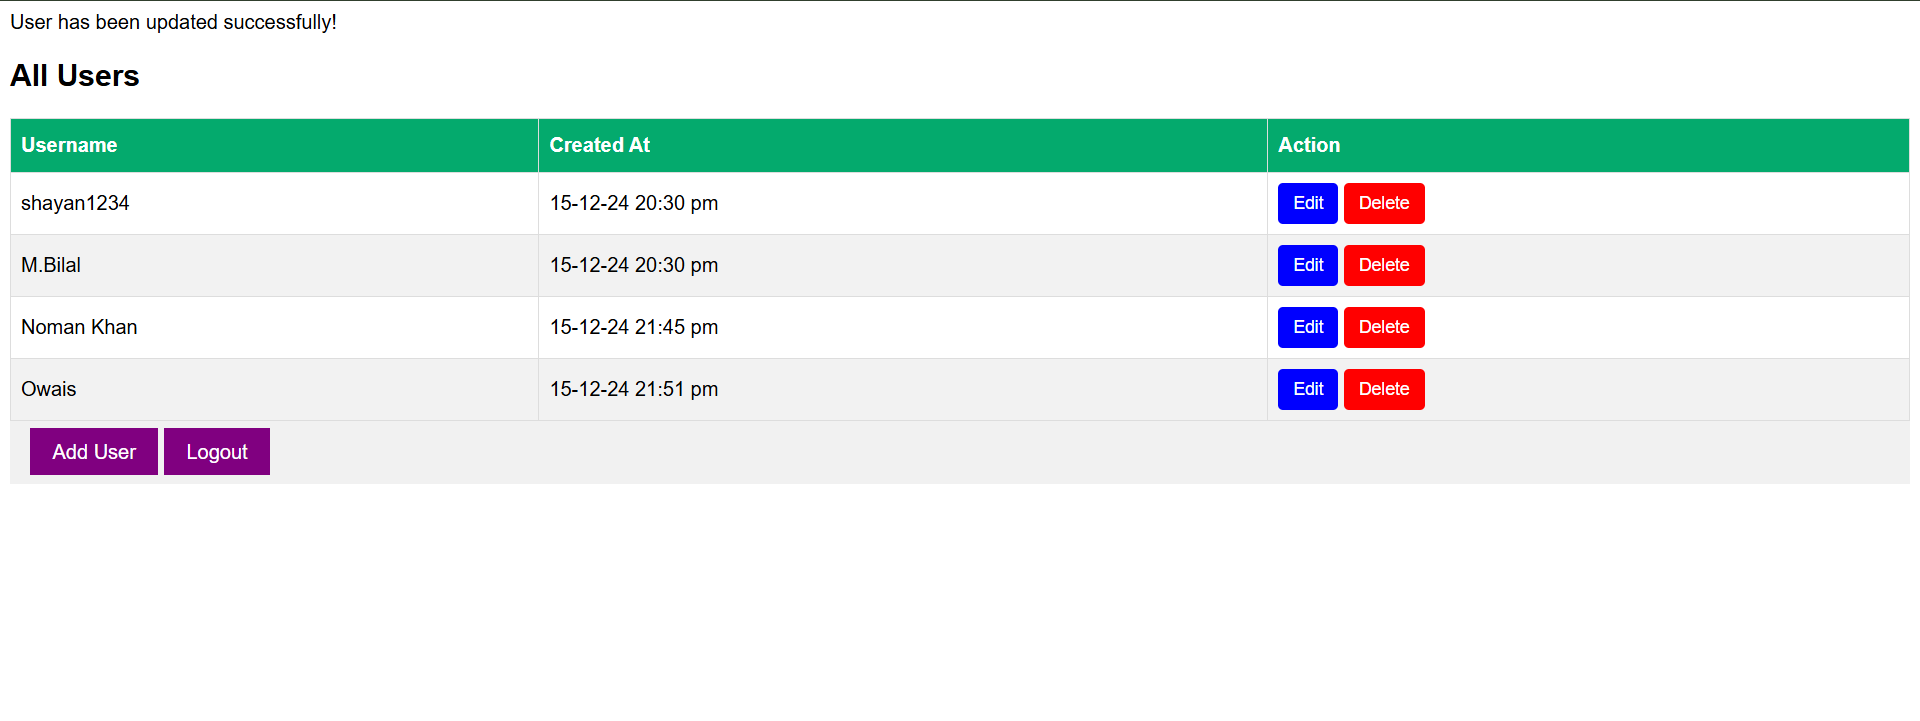 User has been updated successfully!
All Users
Username Created At Action
shayan1234 15-12-24 20:30 pm Edit Delete
M.Bilal 15-12-24 20:30 pm Edit Delete
Noman Khan 15-12-24 21:45 pm Edit Delete
Owais 15-12-24 21:51 pm Edit Delete
Add User Logout